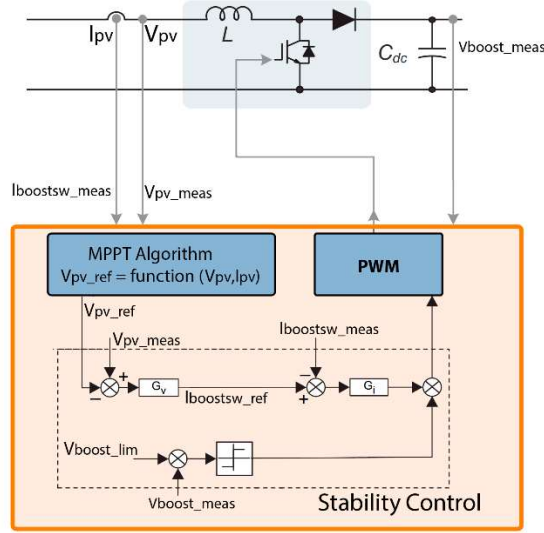 Ipv
Vpv
L
Cdc
Vboost_meas
Iboostsw_meas
Vpv_meas
MPPT Algorithm
Vpv_ref = function (Vpv,Ipv)
PWM
Vpv_ref
Vpv_meas
Iboostsw_meas
+
−
Gv
Iboostsw_ref
−
+
Gi
Vboost_lim
Vboost_meas
Stability Control